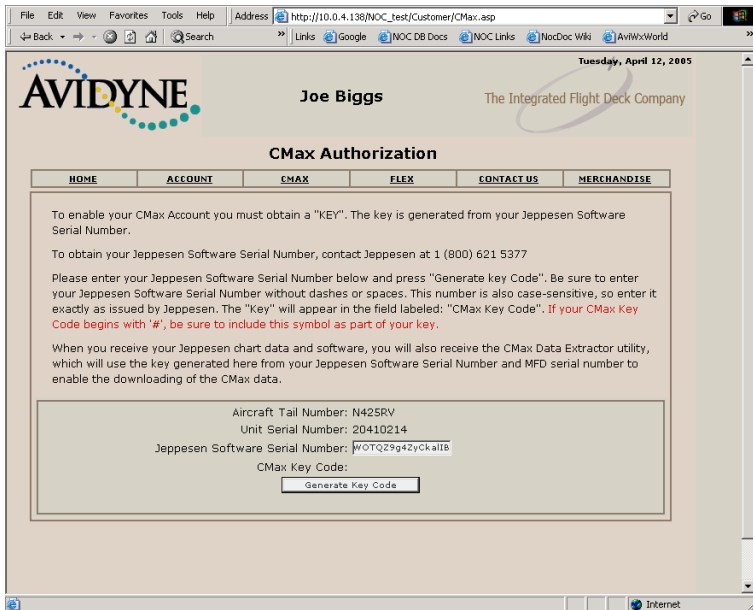 File Edit View Favorites Tools Help Address http://10.0.4.138/NOC_test/Customer/CMax.asp Go
Back Search Links Google NOC DB Docs NOC Links NocDoc Wiki AviWxWorld
Tuesday, April 12, 2005
AVIDYNE
Joe Biggs
The Integrated Flight Deck Company
CMax Authorization
HOME ACCOUNT CMAX FLEX CONTACT US MERCHANDISE
To enable your CMax Account you must obtain a "KEY". The key is generated from your Jeppesen Software
Serial Number.
To obtain your Jeppesen Software Serial Number, contact Jeppesen at 1 (800) 621 5377
Please enter your Jeppesen Software Serial Number below and press "Generate key Code". Be sure to enter
your Jeppesen Software Serial Number without dashes or spaces. This number is also case-sensitive, so enter it
exactly as issued by Jeppesen. The "Key" will appear in the field labeled: "CMax Key Code". If your CMax Key
Code begins with '#', be sure to include this symbol as part of your key.
When you receive your Jeppesen chart data and software, you will also receive the CMax Data Extractor utility,
which will use the key generated here from your Jeppesen Software Serial Number and MFD serial number to
enable the downloading of the CMax data.
Aircraft Tail Number: N425RV
Unit Serial Number: 20410214
Jeppesen Software Serial Number: WOTQZ9g4ZyCkalIB
CMax Key Code:
Generate Key Code
Internet